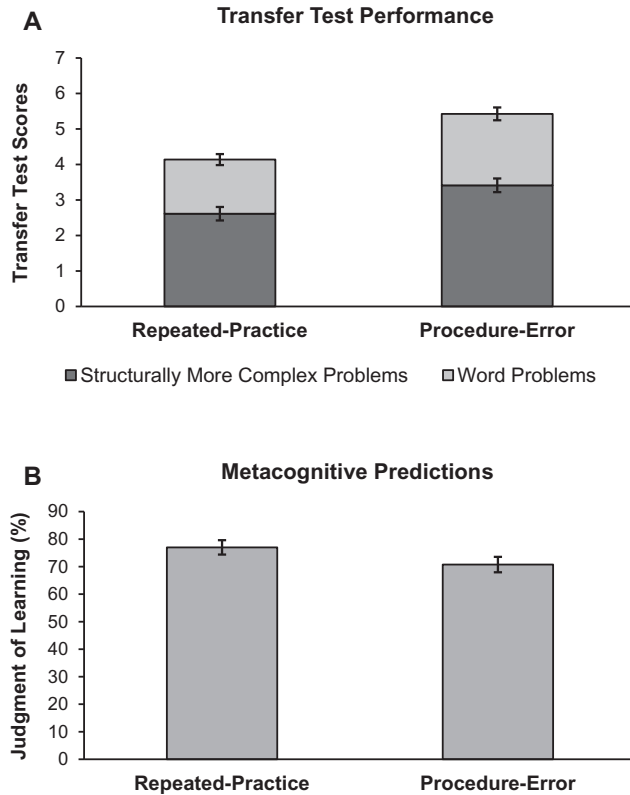 A
Transfer Test Performance
Transfer Test Scores
7
6
5
4
3
2
1
0
Repeated-Practice Procedure-Error
Structurally More Complex Problems Word Problems
B
Metacognitive Predictions
Judgment of Learning (%)
90
80
70
60
50
40
30
20
10
0
Repeated-Practice Procedure-Error